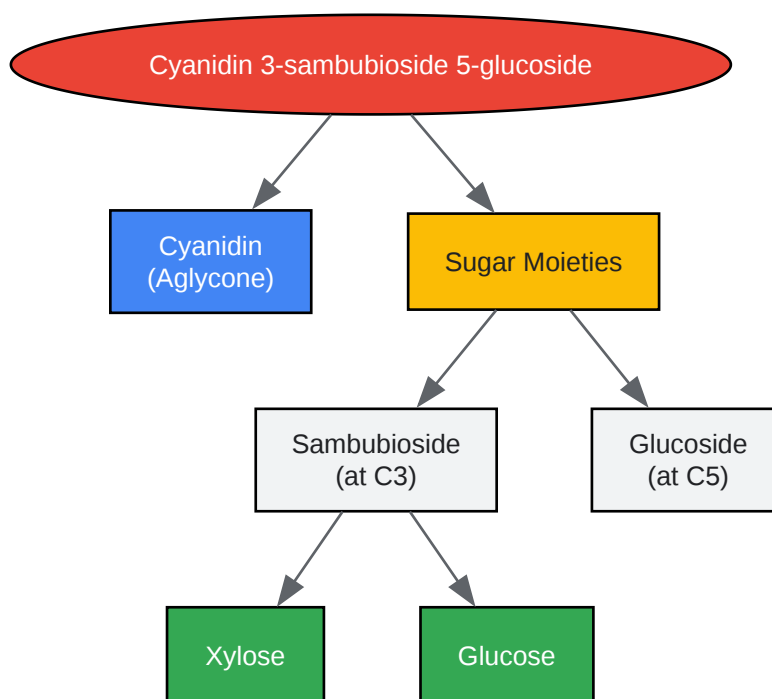 Cyanidin 3-sambubioside 5-glucoside
Cyanidin
(Aglycone)
Sugar Moieties
Sambubioside
(at C3)
Glucoside
(at C5)
Xylose
Glucose